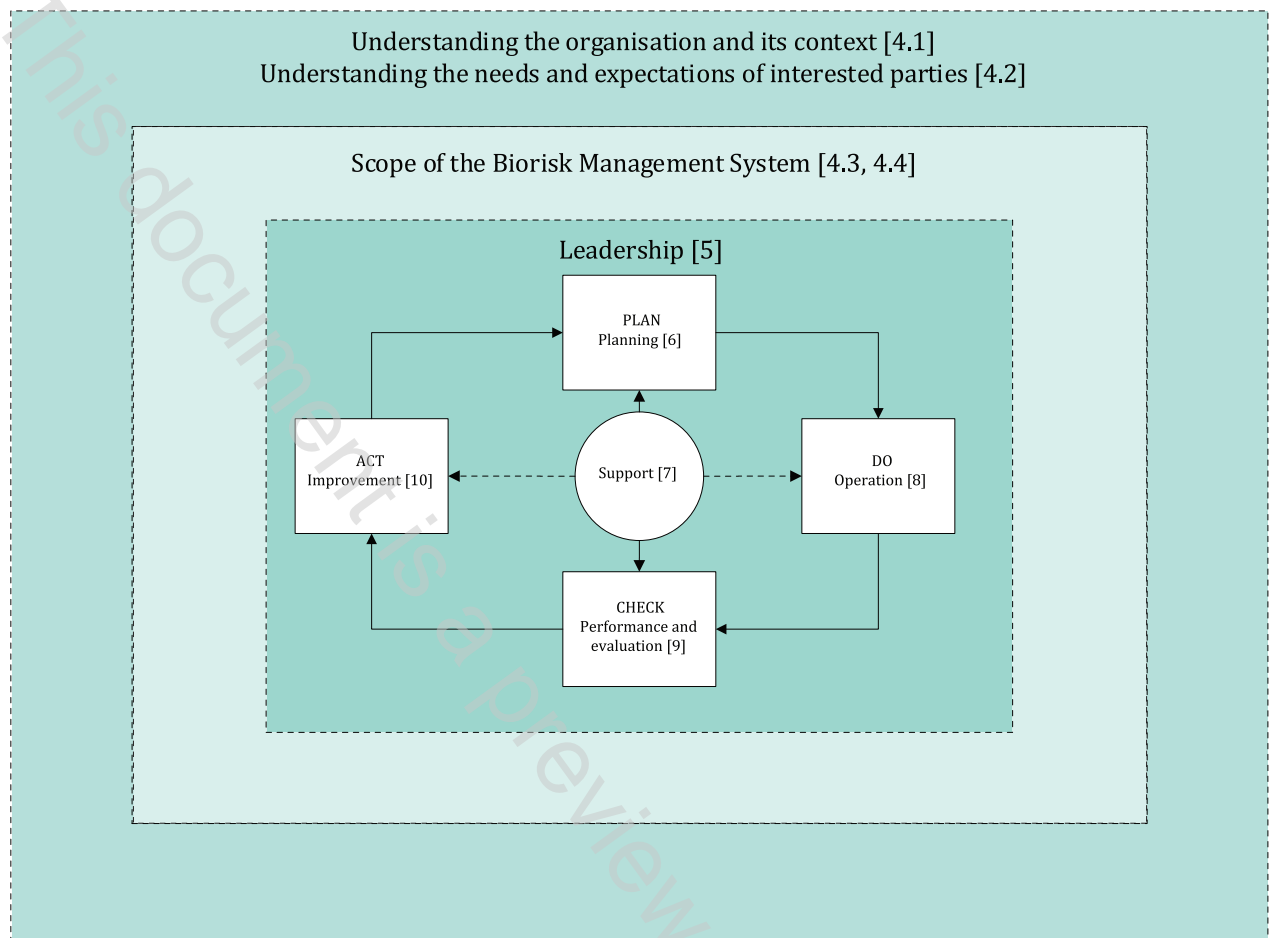 Understanding the organisation and its context [4.1]
Understanding the needs and expectations of interested parties [4.2]
Scope of the Biorisk Management System [4.3, 4.4]
Leadership [5]
PLAN
Planning [6]
ACT
Improvement [10]
Support [7]
DO
Operation [8]
CHECK
Performance and
evaluation [9]
This document is a preview